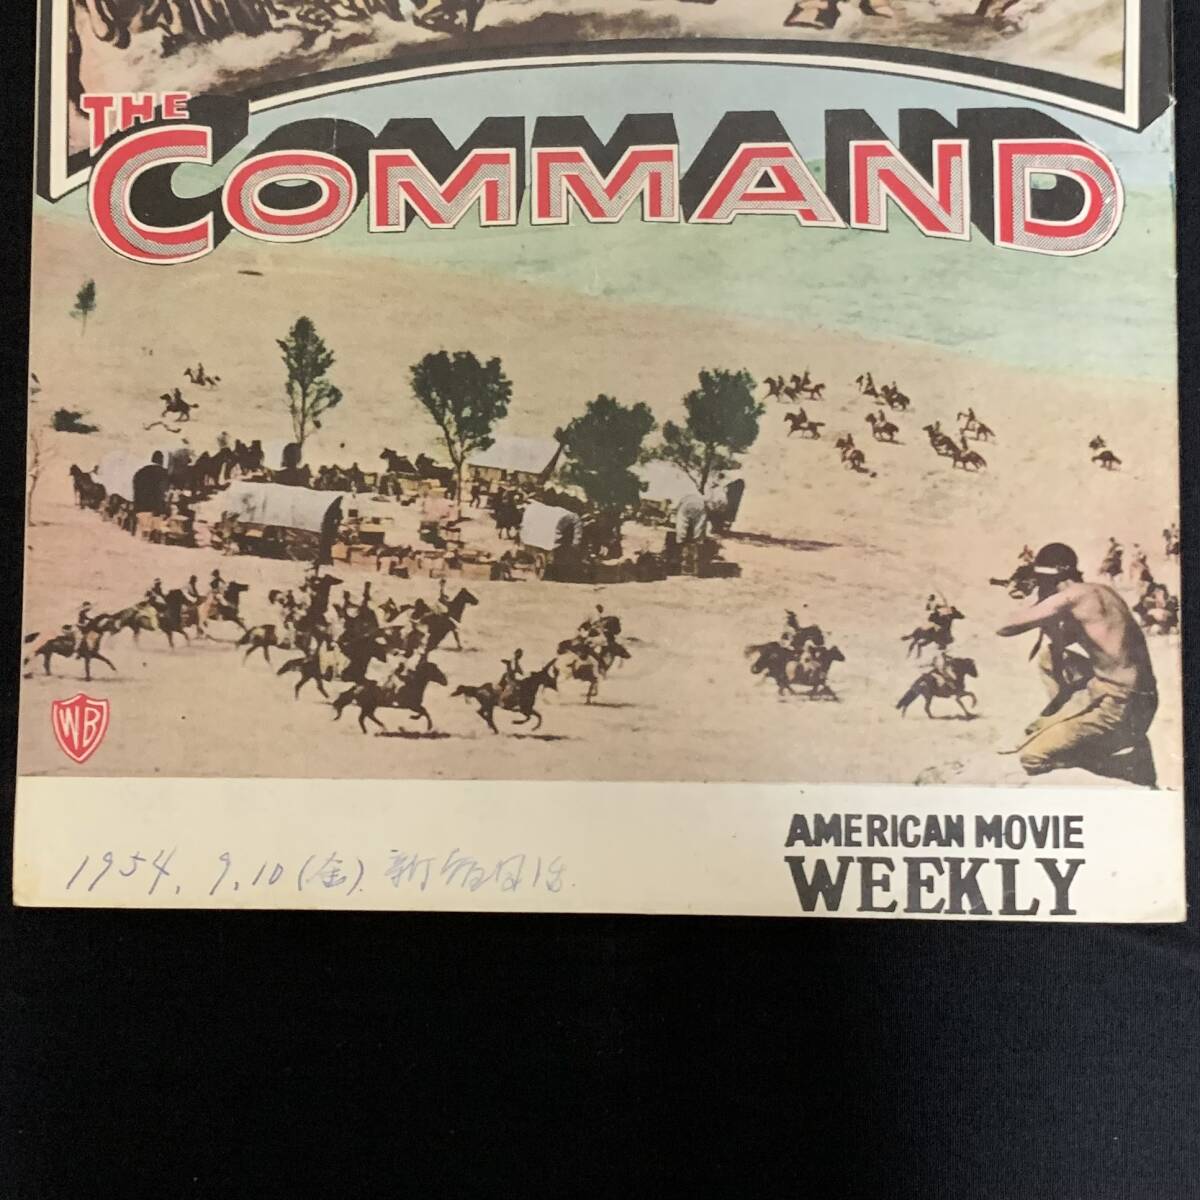 THE
COMMAND
WB
AMERICAN MOVIE
WEEKLY
1954. 9. 10 (金) 新宿